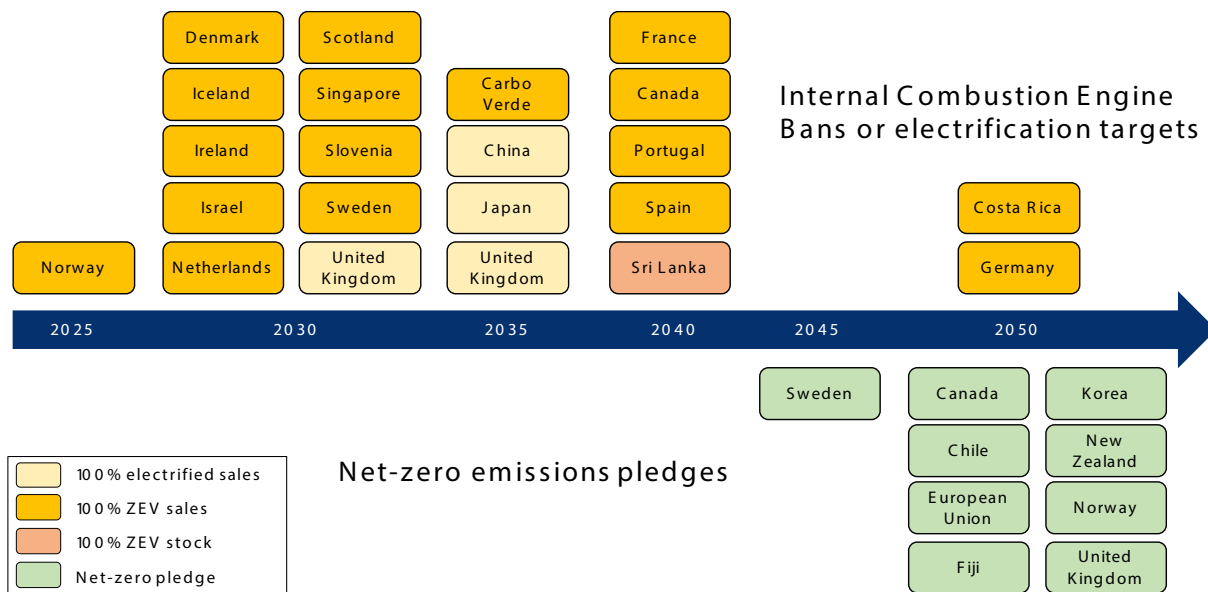 Denmark
Scotland
France
Iceland
Singapore
Carbo
Verde
Canada
Internal Combustion Engine
Bans or electrification targets
Ireland
Slovenia
China
Portugal
Israel
Sweden
Japan
Spain
Costa Rica
Norway
Netherlands
United
Kingdom
United
Kingdom
Sri Lanka
Germany
2025
2030
2035
2040
2045
2050
Sweden
Canada
Korea
Chile
New
Zealand
European
Union
Norway
Fiji
United
Kingdom
Net-zero emissions pledges
100% electrified sales
100% ZEV sales
100% ZEV stock
Net-zero pledge